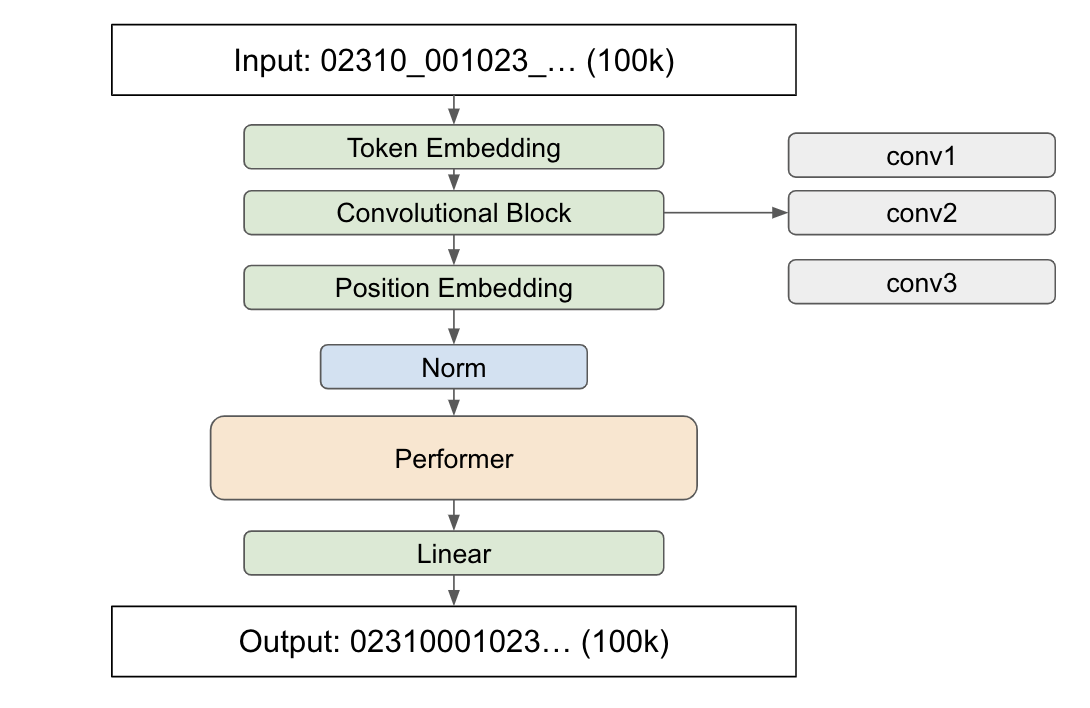 Input: 02310_001023_… (100k)
Token Embedding
Convolutional Block
Position Embedding
Norm
Performer
Linear
Output: 02310001023… (100k)
conv1
conv2
conv3